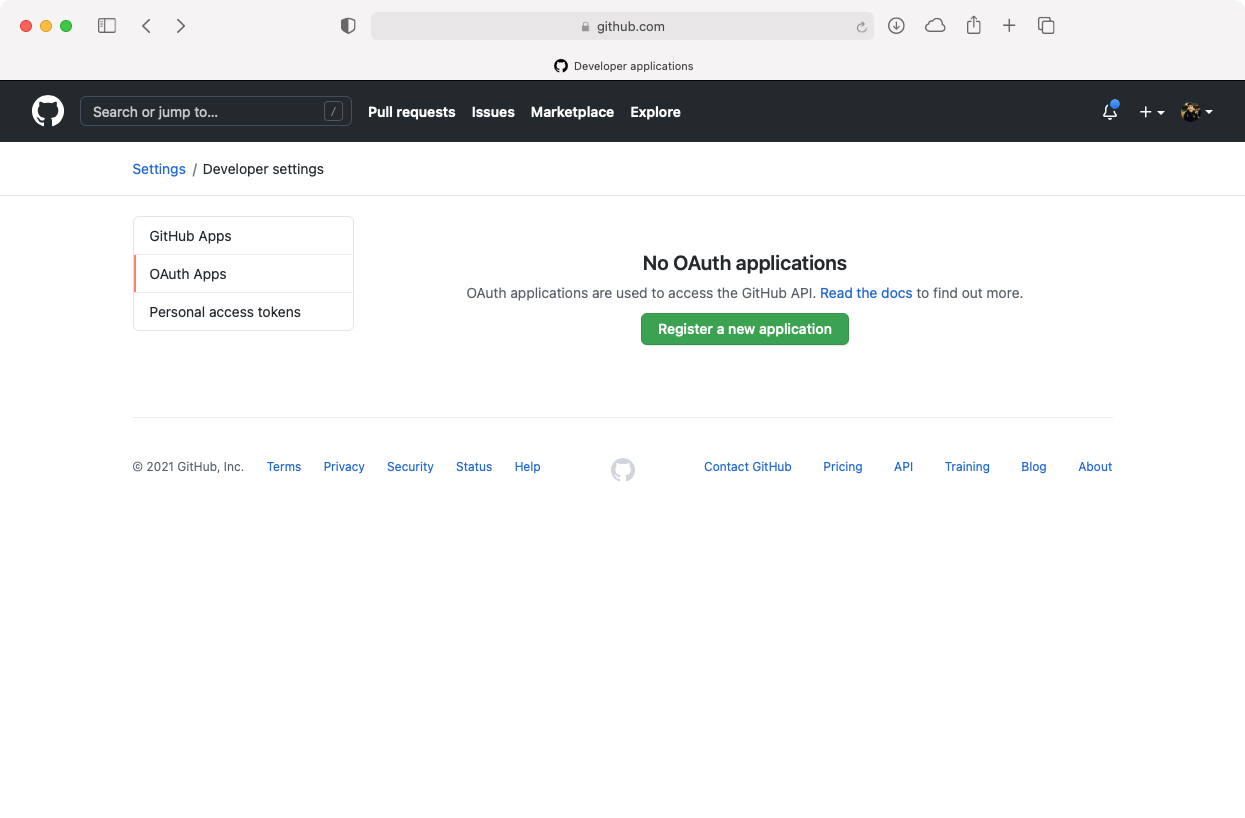 github.com
Developer applications
Search or jump to... /
Pull requests Issues Marketplace Explore
Settings / Developer settings
GitHub Apps
OAuth Apps
Personal access tokens
No OAuth applications
OAuth applications are used to access the GitHub API. Read the docs to find out more.
Register a new application
© 2021 GitHub, Inc. Terms Privacy Security Status Help Contact GitHub Pricing API Training Blog About